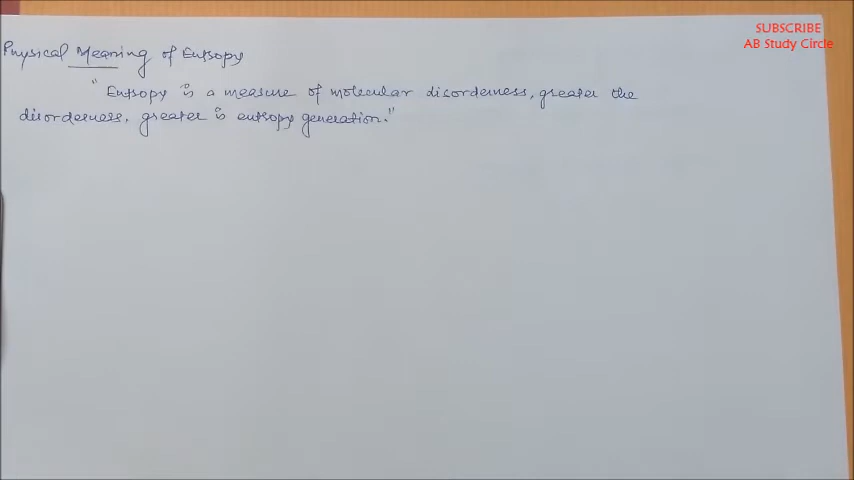 SUBSCRIBE
AB Study Circle
Physical Meaning of Entropy
" Entropy is a measure of molecular disorderness, greater the
disorderness, greater is entropy generation."